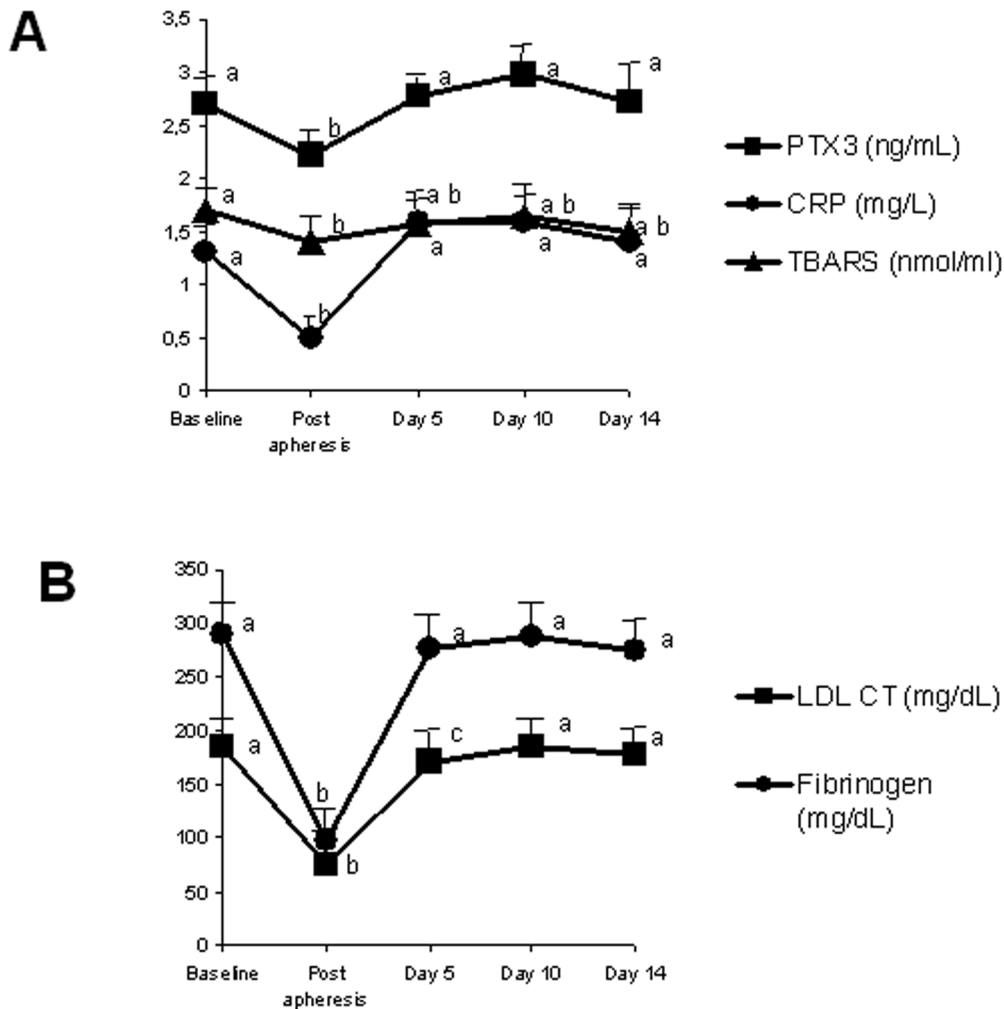 A
3,5
3
2,5
2
1,5
1
0,5
0
a
b
a
a
a
a
b
a b
a b
a b
a
b
a
a
a
Baseline
Post
apheresis
Day 5
Day 10
Day 14
PTX3 (ng/mL)
CRP (mg/L)
TBARS (nmol/ml)
B
350
300
250
200
150
100
50
0
a
b
a
a
a
a
b
c
a
a
Baseline
Post
apheresis
Day 5
Day 10
Day 14
LDL CT (mg/dL)
Fibrinogen
(mg/dL)